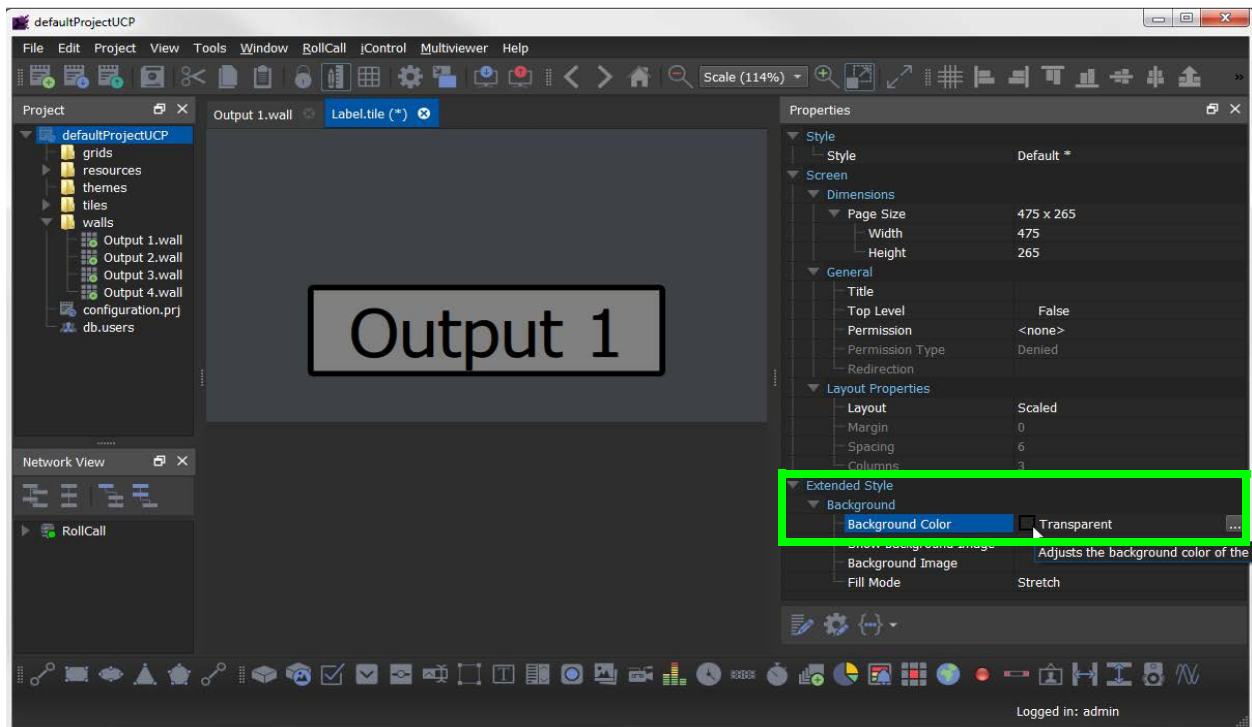 defaultProjectUCP
File Edit Project View Tools Window RollCall iControl Multiviewer Help
Scale (114%)
Project
defaultProjectUCP
grids
resources
themes
tiles
walls
Output 1.wall
Output 2.wall
Output 3.wall
Output 4.wall
configuration.prj
db.users
Network View
RollCall
Output 1.wall
Label.tile (*)
Output 1
Properties
Style
Style Default *
Screen
Dimensions
Page Size 475 x 265
Width 475
Height 265
General
Title
Top Level False
Permission <none>
Permission Type Denied
Redirection
Layout Properties
Layout Scaled
Margin 0
Spacing 6
Columns 3
Extended Style
Background
Background Color Transparent ...
Show Background Image
Adjusts the background color of the
Background Image
Fill Mode Stretch
Logged in: admin